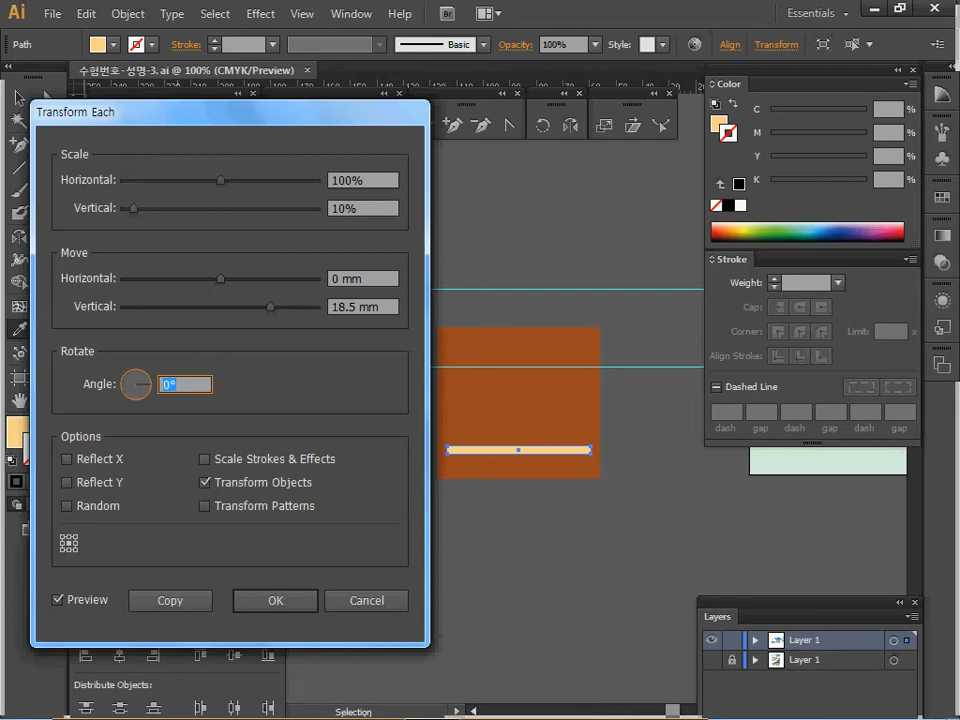 Ai File Edit Object Type Select Effect View Window Help Br Essentials
Path Stroke: Basic Opacity: 100% Style: Align Transform
수험번호-성명-3.ai @ 100% (CMYK/Preview) ×
Transform Each
Scale
Horizontal: 100%
Vertical: 10%
Move
Horizontal: 0 mm
Vertical: 18.5 mm
Rotate
Angle: 0°
Options
Reflect X Scale Strokes & Effects
Reflect Y Transform Objects
Random Transform Patterns
Preview Copy OK Cancel
Distribute Objects:
Selection
Color
C %
M %
Y %
K %
Stroke
Weight:
Cap:
Corner: Limit: x
Align Stroke:
Dashed Line
dash gap dash gap dash gap
Layers
Layer 1
Layer 1